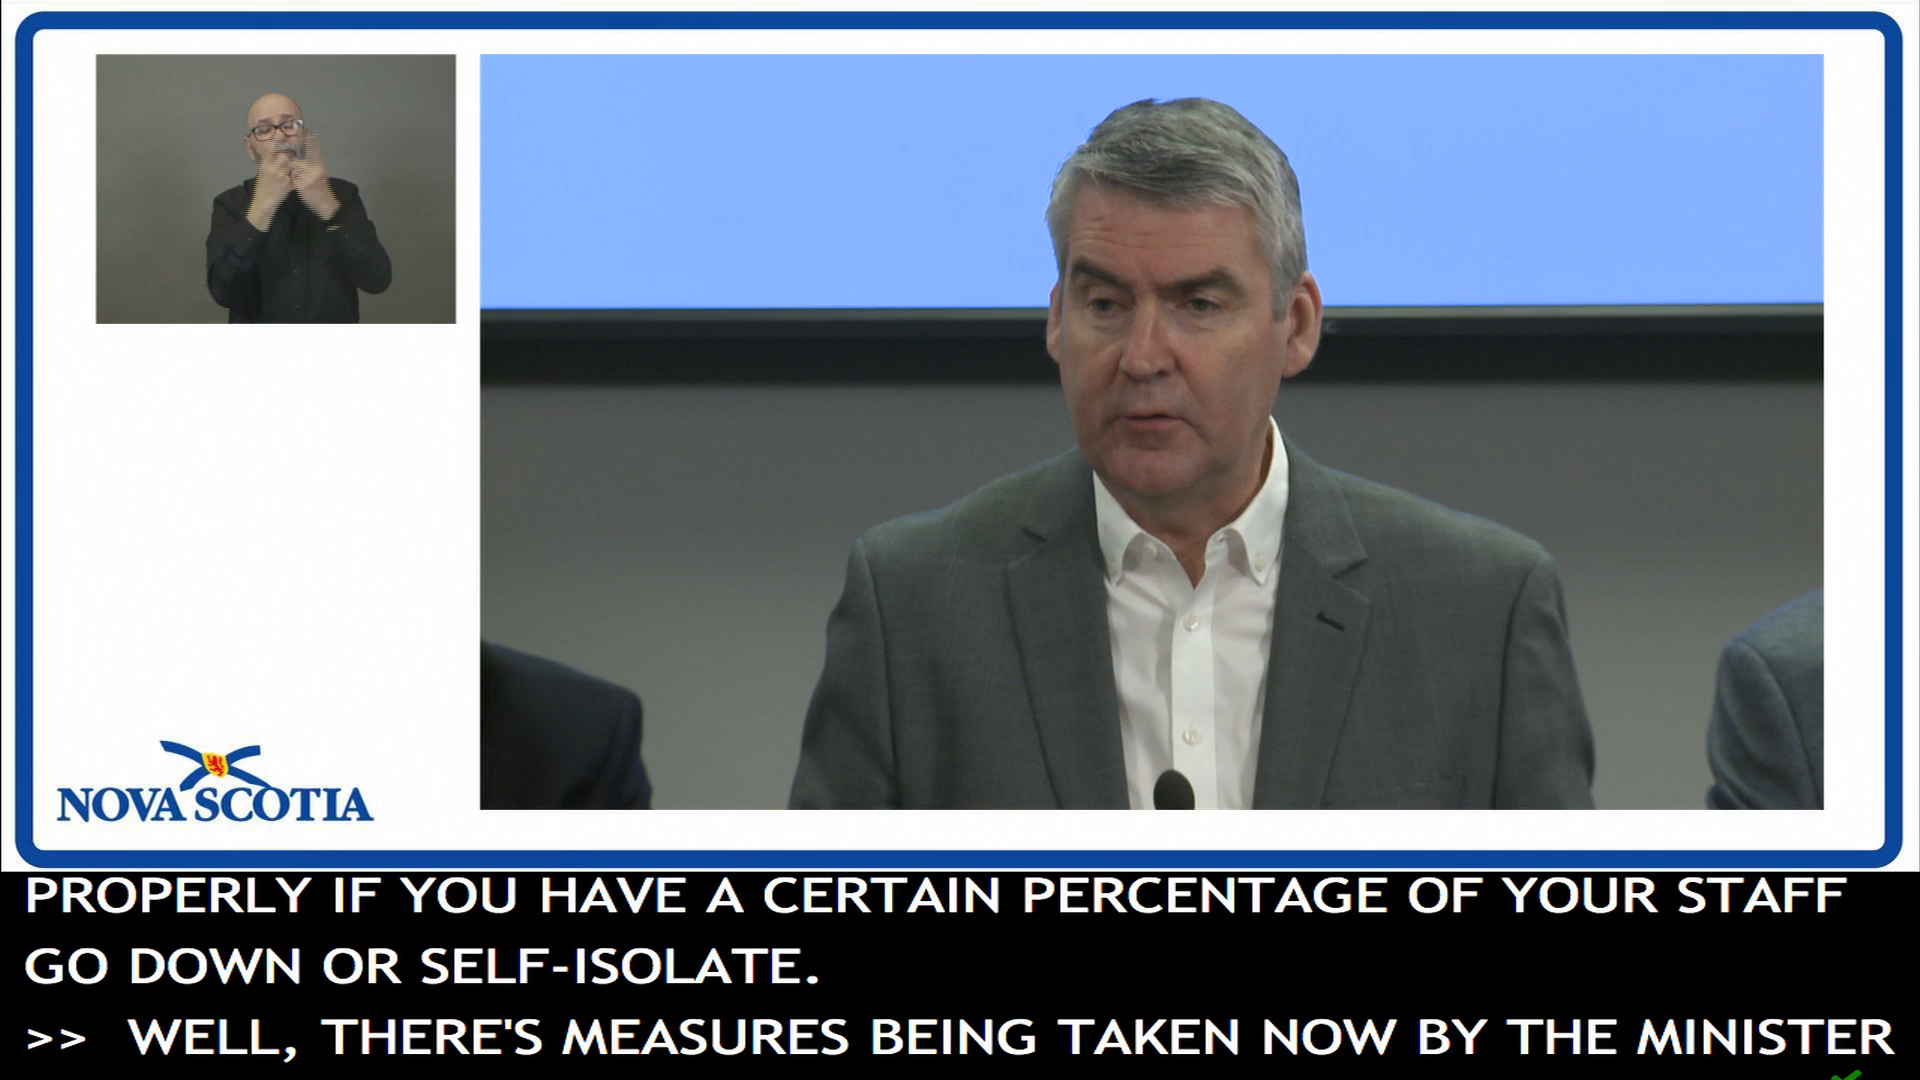 NOVA SCOTIA
PROPERLY IF YOU HAVE A CERTAIN PERCENTAGE OF YOUR STAFF
GO DOWN OR SELF-ISOLATE.
>> WELL, THERE'S MEASURES BEING TAKEN NOW BY THE MINISTER